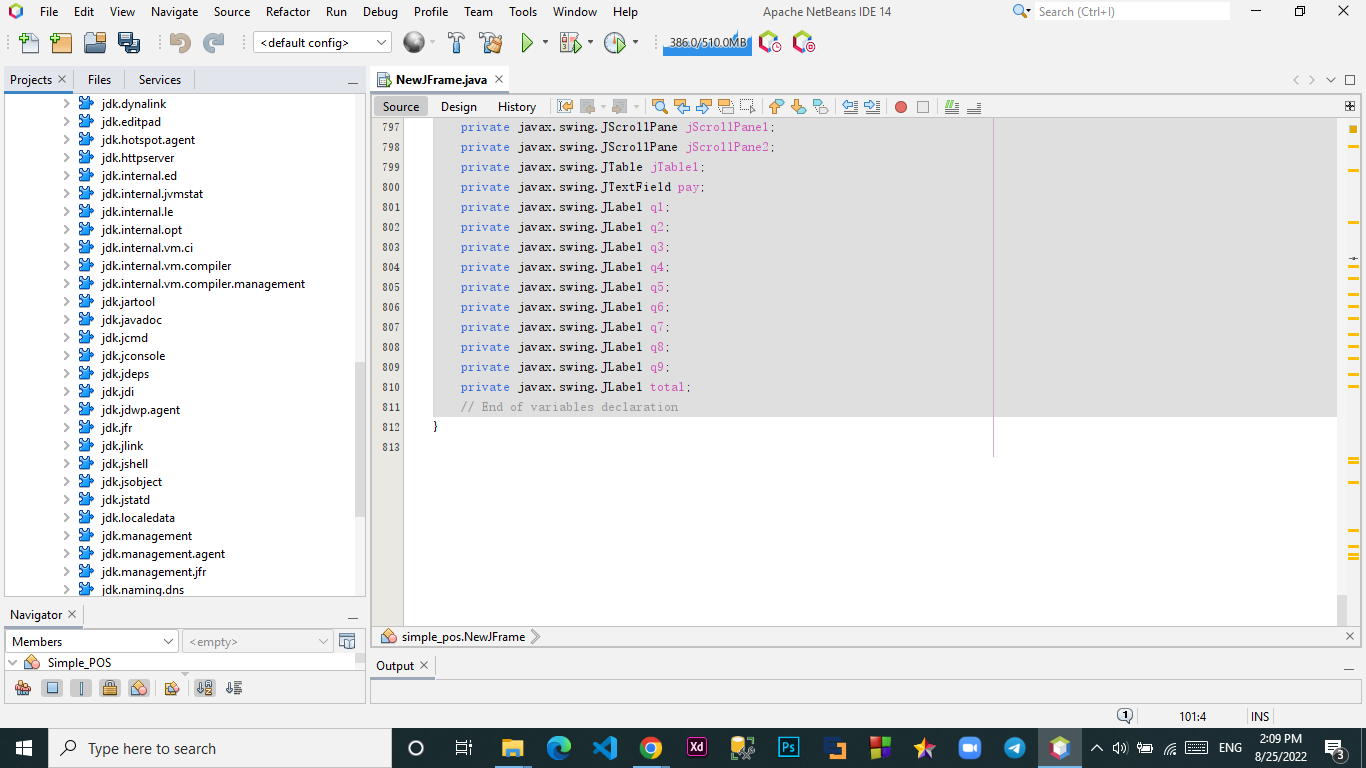 File Edit View Navigate Source Refactor Run Debug Profile Team Tools Window Help
Apache NetBeans IDE 14
Search (Ctrl+I)
<default config>
386.0/510.0MB
Projects Files Services
jdk.dynalink
jdk.editpad
jdk.hotspot.agent
jdk.httpserver
jdk.internal.ed
jdk.internal.jvmstat
jdk.internal.le
jdk.internal.opt
jdk.internal.vm.ci
jdk.internal.vm.compiler
jdk.internal.vm.compiler.management
jdk.jartool
jdk.javadoc
jdk.jcmd
jdk.jconsole
jdk.jdeps
jdk.jdi
jdk.jdwp.agent
jdk.jfr
jdk.jlink
jdk.jshell
jdk.jsobject
jdk.jstatd
jdk.localedata
jdk.management
jdk.management.agent
jdk.management.jfr
jdk.naming.dns
Navigator
Members
<empty>
Simple_POS
NewJFrame.java
Source Design History
797 private javax.swing.JScrollPane jScrollPane1;
798 private javax.swing.JScrollPane jScrollPane2;
799 private javax.swing.JTable jTable1;
800 private javax.swing.JTextField pay;
801 private javax.swing.JLabel q1;
802 private javax.swing.JLabel q2;
803 private javax.swing.JLabel q3;
804 private javax.swing.JLabel q4;
805 private javax.swing.JLabel q5;
806 private javax.swing.JLabel q6;
807 private javax.swing.JLabel q7;
808 private javax.swing.JLabel q8;
809 private javax.swing.JLabel q9;
810 private javax.swing.JLabel total;
811 // End of variables declaration
812 }
813
simple_pos.NewJFrame
Output
1
101:4
INS
Type here to search
Xd
Ps
ENG
2:09 PM
8/25/2022
3